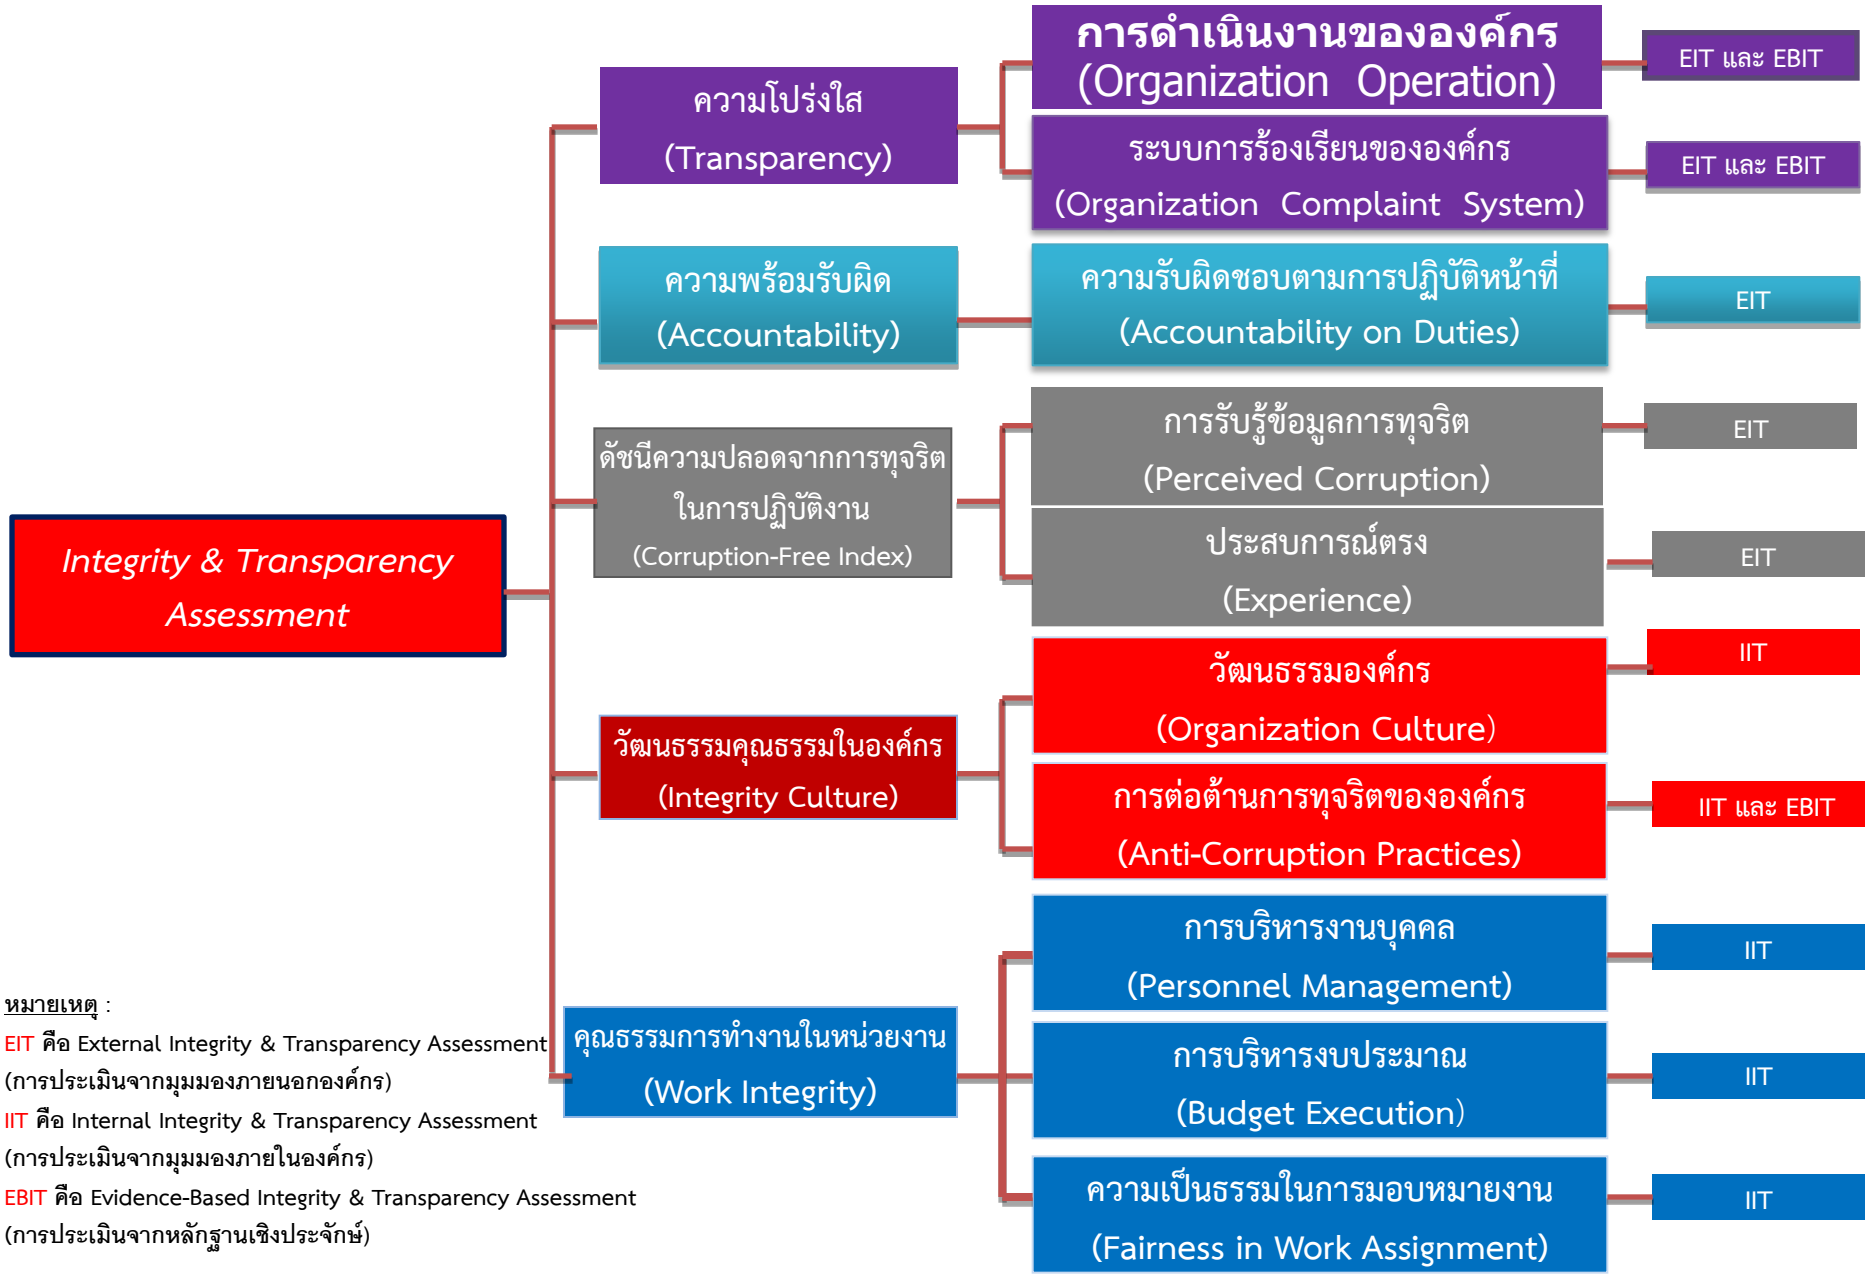 Integrity & Transparency
Assessment
ความโปร่งใส
(Transparency)
การดำเนินงานขององค์กร
(Organization Operation)
EIT และ EBIT
ระบบการร้องเรียนขององค์กร
(Organization Complaint System)
EIT และ EBIT
ความพร้อมรับผิด
(Accountability)
ความรับผิดชอบตามการปฏิบัติหน้าที่
(Accountability on Duties)
EIT
ดัชนีความปลอดจากการทุจริต
ในการปฏิบัติงาน
(Corruption-Free Index)
การรับรู้ข้อมูลการทุจริต
(Perceived Corruption)
EIT
ประสบการณ์ตรง
(Experience)
EIT
วัฒนธรรมคุณธรรมในองค์กร
(Integrity Culture)
วัฒนธรรมองค์กร
(Organization Culture)
IIT
การต่อต้านการทุจริตขององค์กร
(Anti-Corruption Practices)
IIT และ EBIT
คุณธรรมการทำงานในหน่วยงาน
(Work Integrity)
การบริหารงานบุคคล
(Personnel Management)
IIT
การบริหารงบประมาณ
(Budget Execution)
IIT
ความเป็นธรรมในการมอบหมายงาน
(Fairness in Work Assignment)
IIT
หมายเหตุ :
EIT คือ External Integrity & Transparency Assessment
(การประเมินจากมุมมองภายนอกองค์กร)
IIT คือ Internal Integrity & Transparency Assessment
(การประเมินจากมุมมองภายในองค์กร)
EBIT คือ Evidence-Based Integrity & Transparency Assessment
(การประเมินจากหลักฐานเชิงประจักษ์)